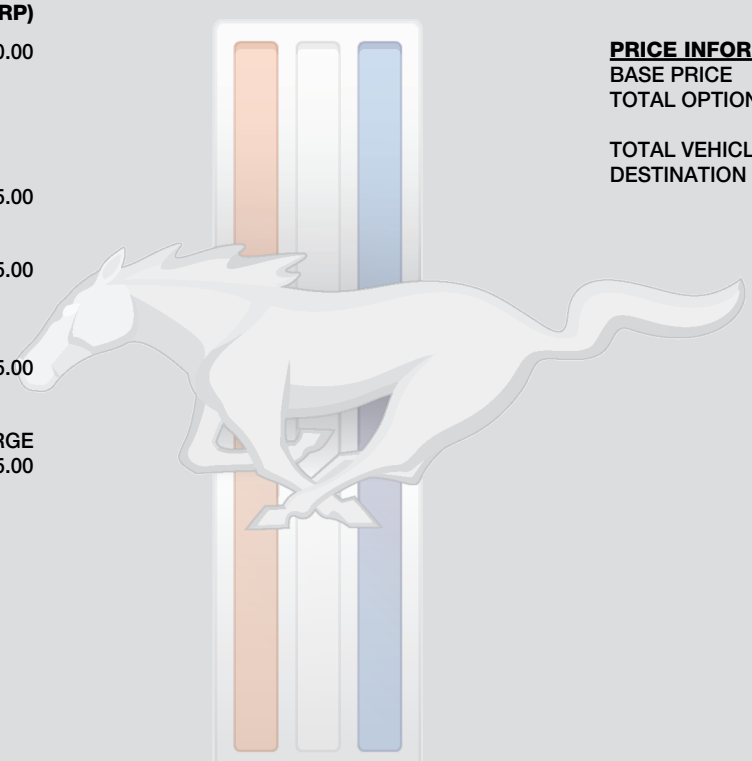 RP)
0.00
5.00
5.00
5.00
RGE
5.00
PRICE INFOR
BASE PRICE
TOTAL OPTION
TOTAL VEHICL
DESTINATION